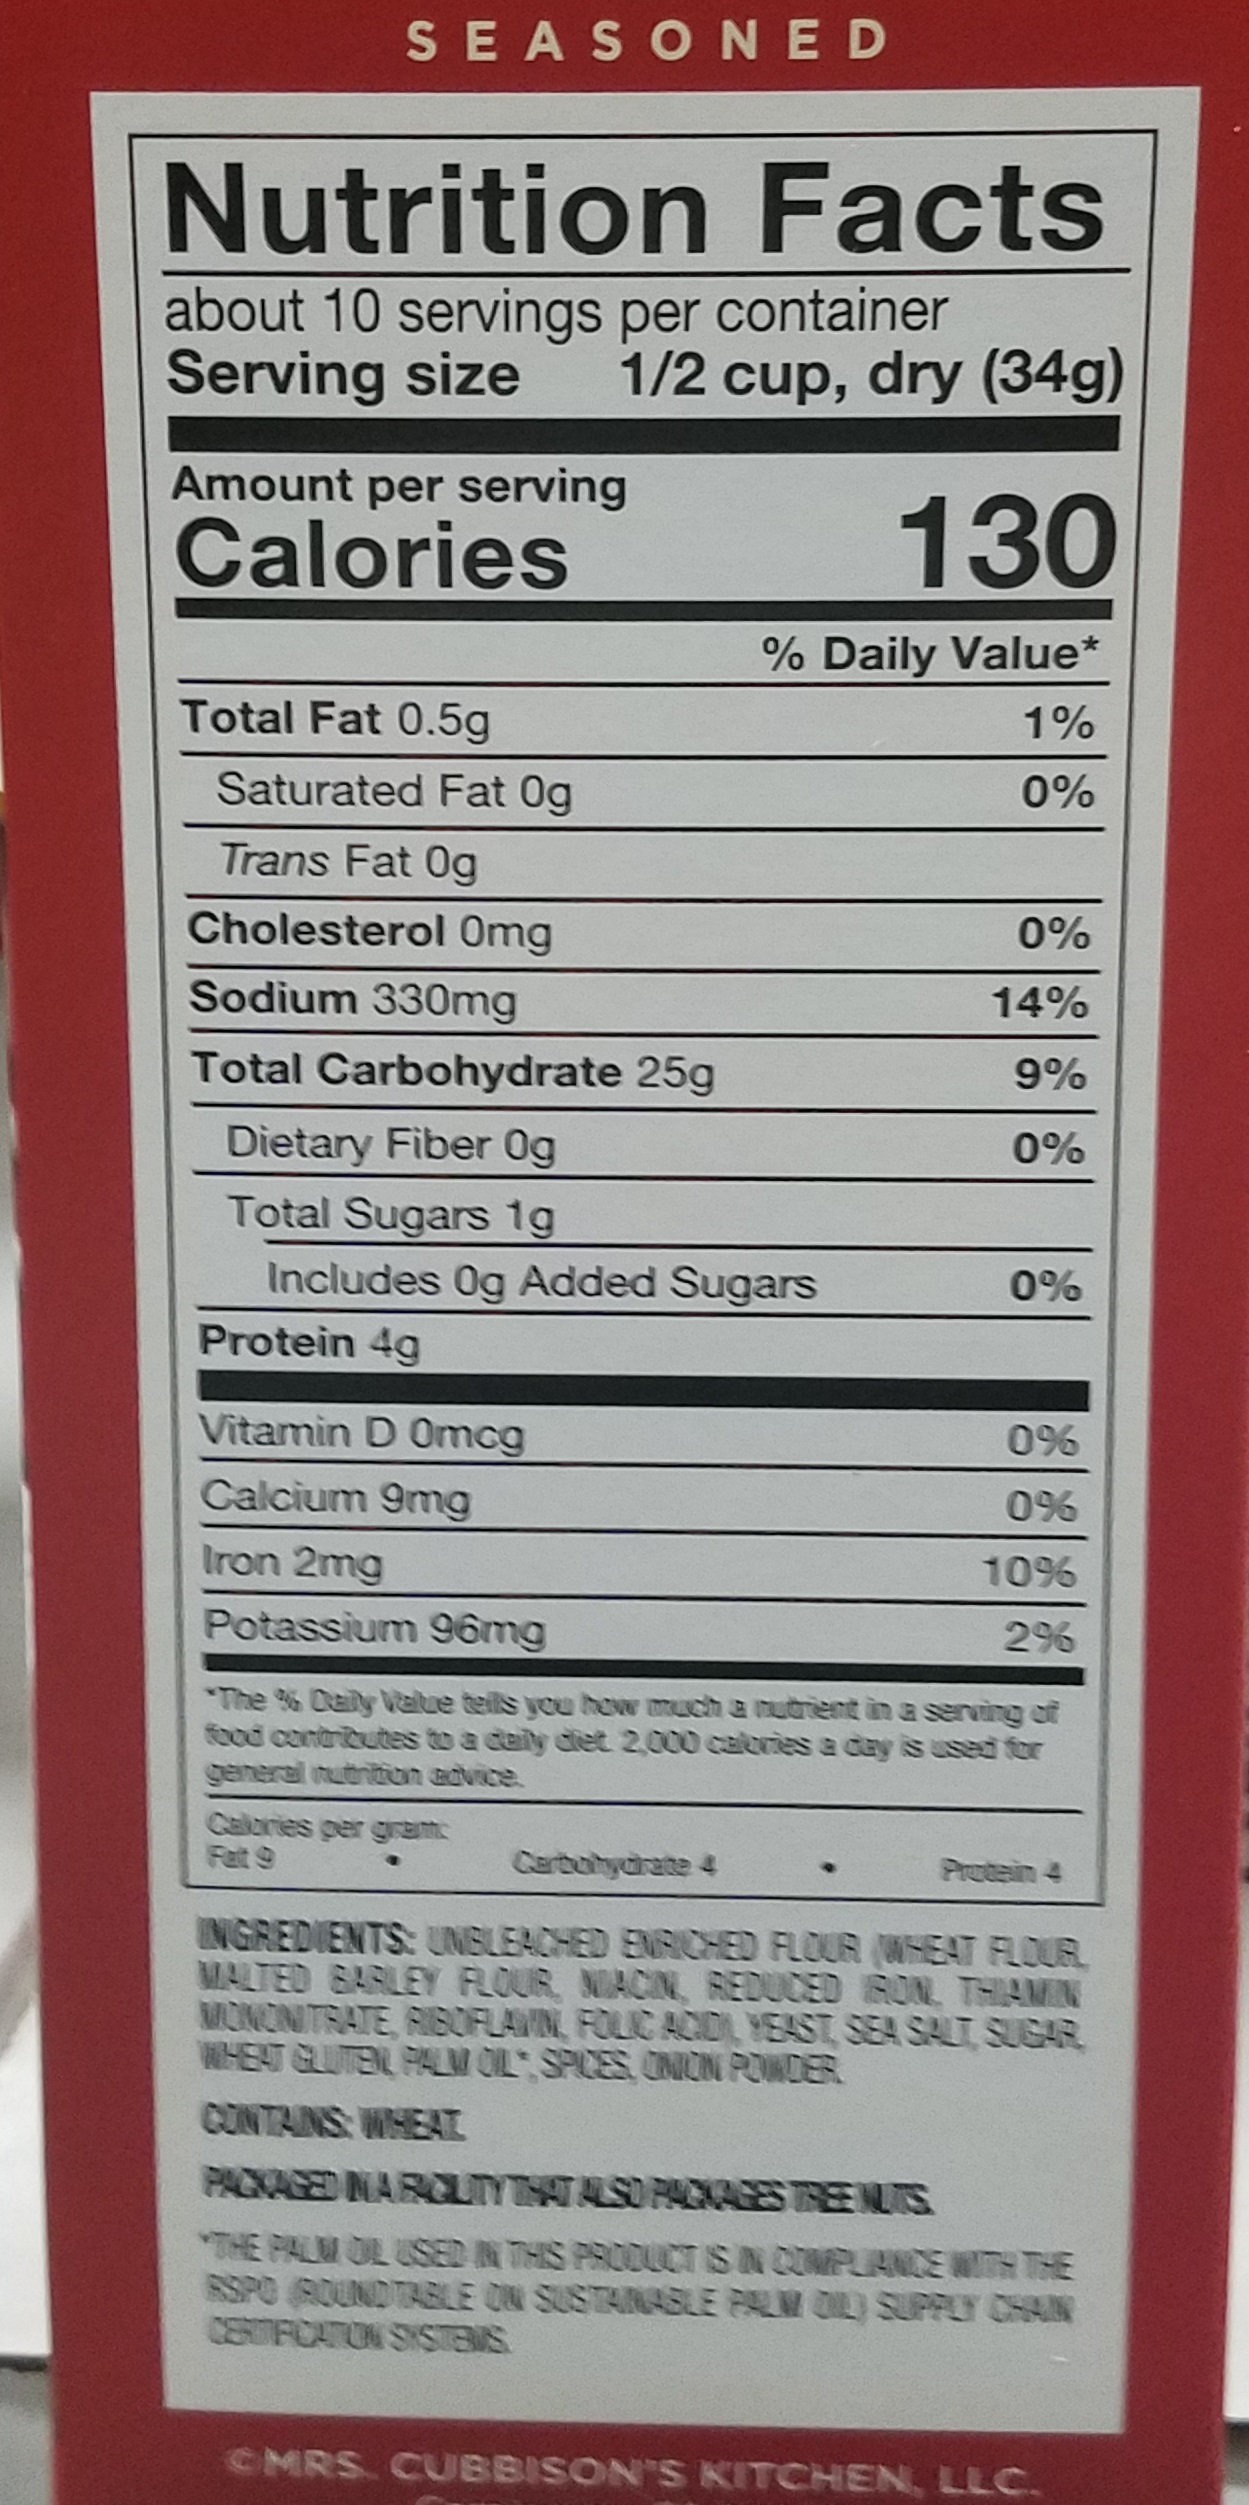 SEASONED
Nutrition Facts
about 10 servings per container
Serving size 1/2 cup, dry (34g)
Amount per serving
Calories 130
% Daily Value*
Total Fat 0.5g 1%
Saturated Fat 0g 0%
Trans Fat 0g
Cholesterol 0mg 0%
Sodium 330mg 14%
Total Carbohydrate 25g 9%
Dietary Fiber 0g 0%
Total Sugars 1g
Includes 0g Added Sugars 0%
Protein 4g
Vitamin D 0mcg 0%
Calcium 9mg 0%
Iron 2mg 10%
Potassium 96mg 2%
*The % Daily Value tells you how much a nutrient in a serving of
food contributes to a daily diet. 2,000 calories a day is used for
general nutrition advice.
Calories per gram:
Fat 9 • Carbohydrate 4 • Protein 4
INGREDIENTS: UNBLEACHED ENRICHED FLOUR (WHEAT FLOUR,
MALTED BARLEY FLOUR, NIACIN, REDUCED IRON, THIAMIN
MONONITRATE, RIBOFLAVIN, FOLIC ACID), YEAST, SEA SALT, SUGAR,
WHEAT GLUTEN, PALM OIL*, SPICES, ONION POWDER.
CONTAINS: WHEAT.
PACKAGED IN A FACILITY THAT ALSO PACKAGES TREE NUTS.
*THE PALM OIL USED IN THIS PRODUCT IS IN COMPLIANCE WITH THE
RSPO (ROUNDTABLE ON SUSTAINABLE PALM OIL) SUPPLY CHAIN
CERTIFICATION SYSTEMS.
©MRS. CUBBISON'S KITCHEN, LLC.